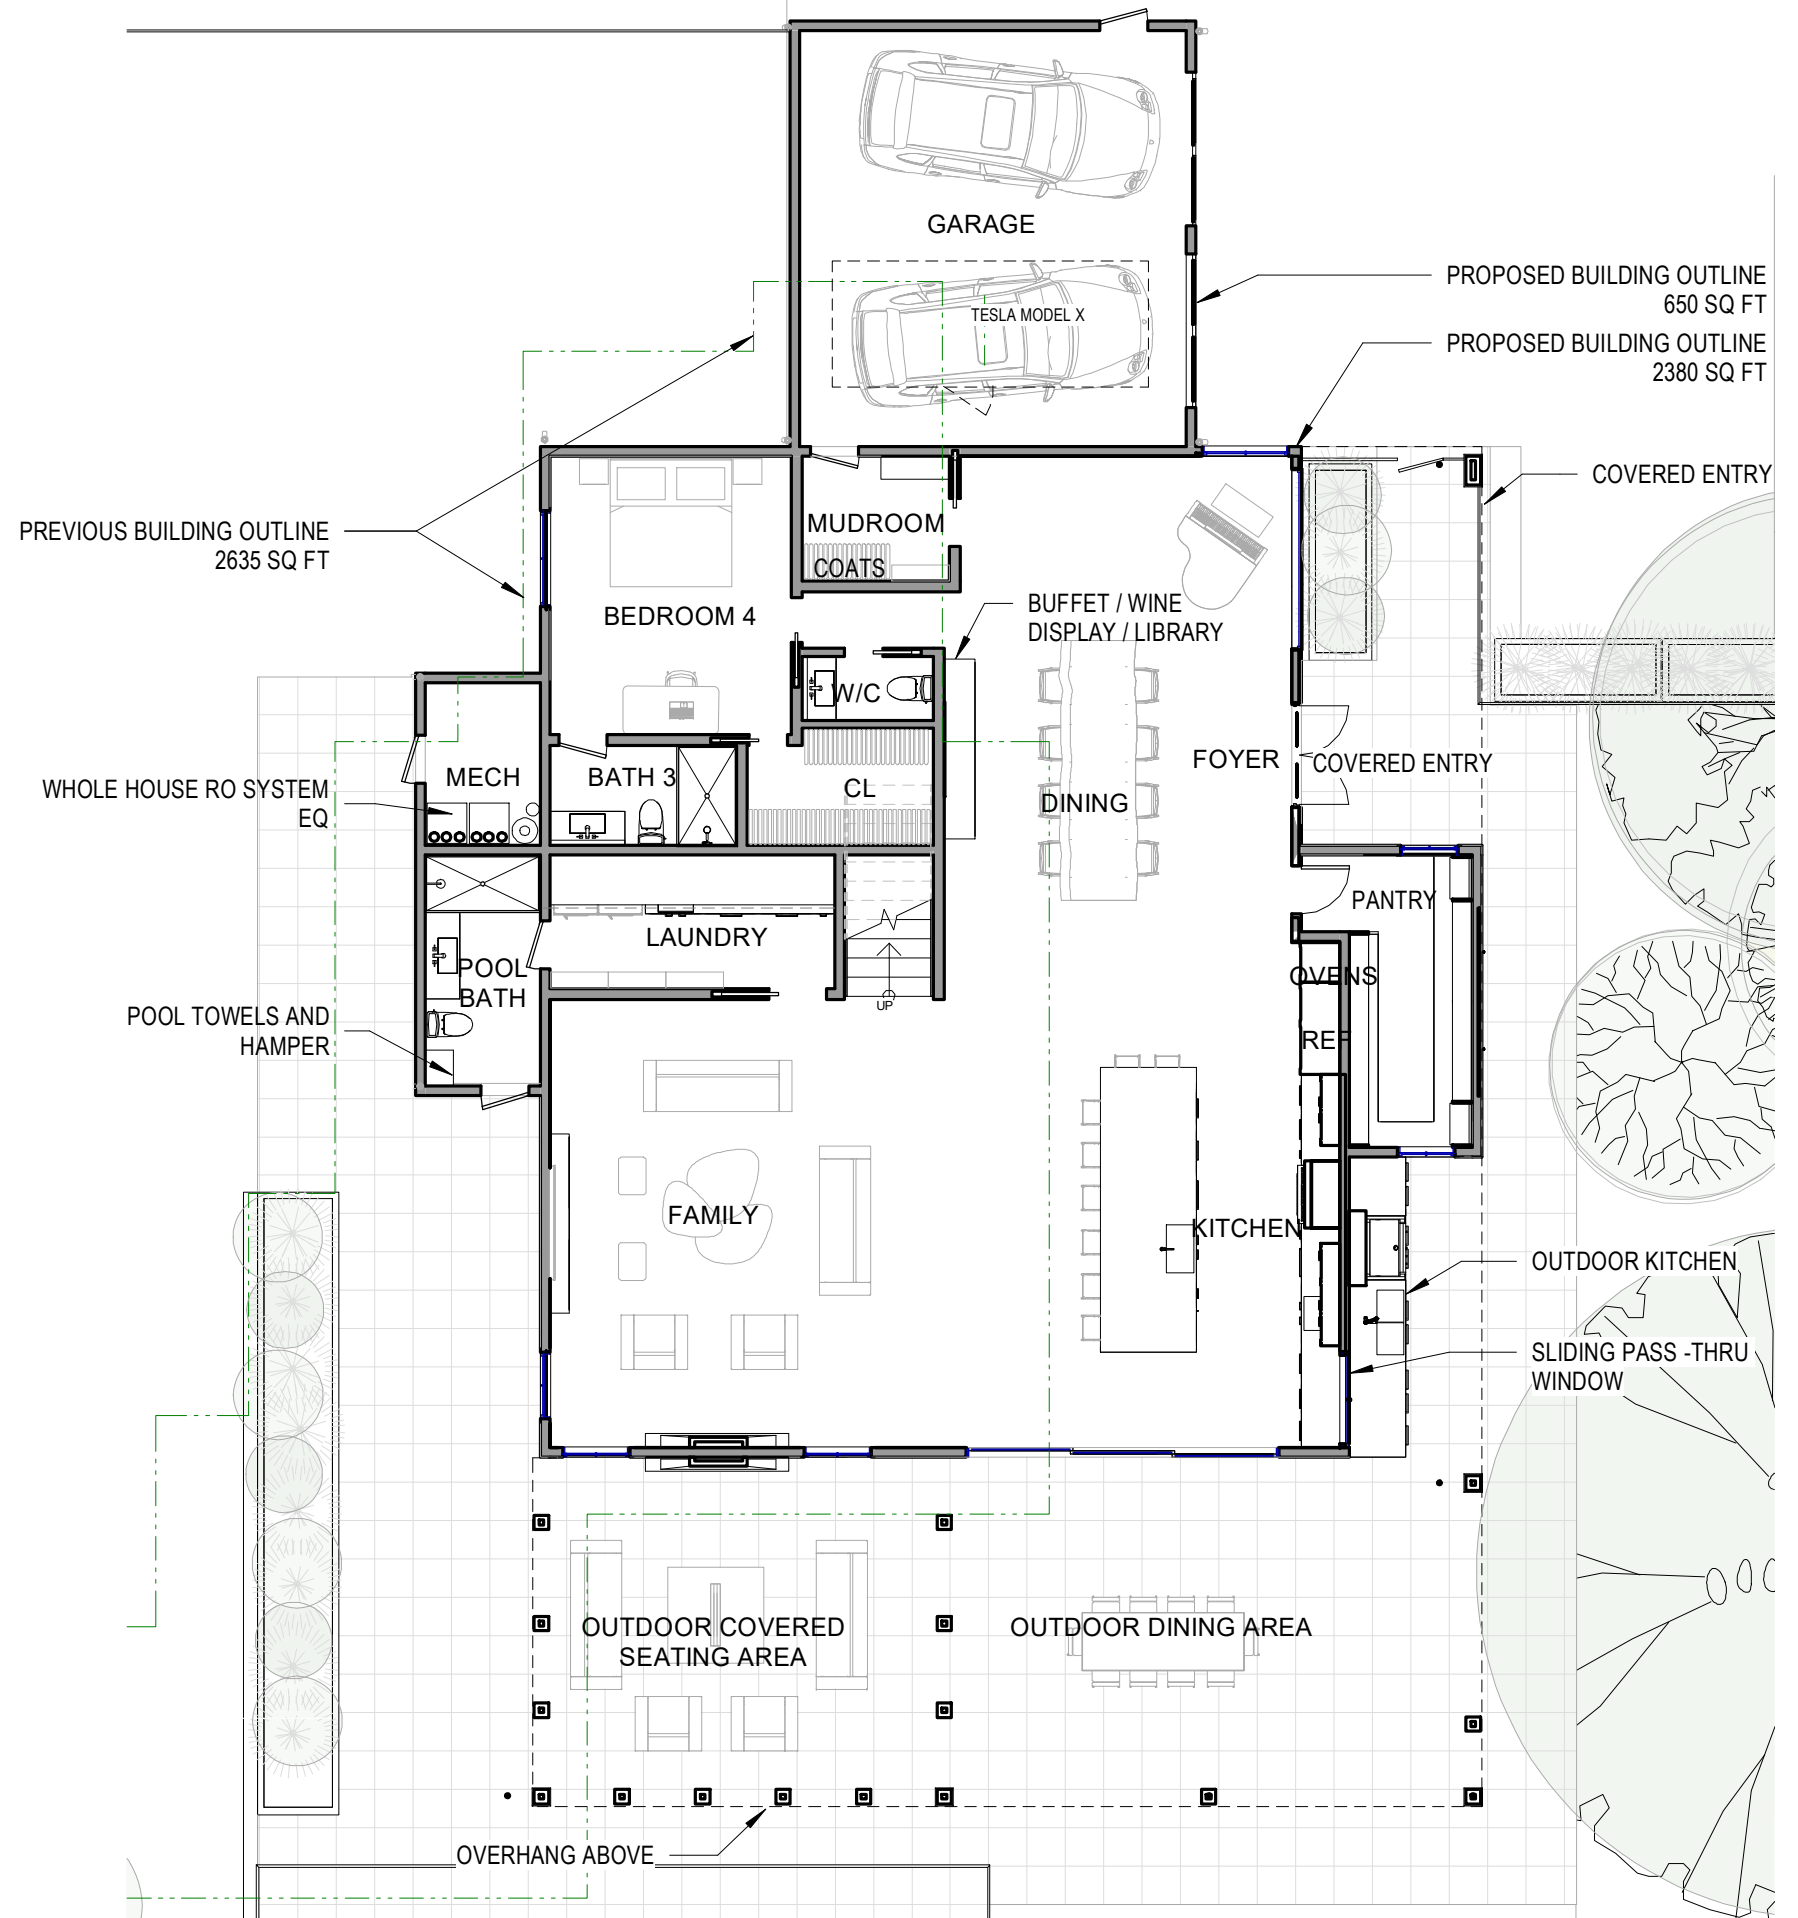 GARAGE
TESLA MODEL X
PROPOSED BUILDING OUTLINE
650 SQ FT
PROPOSED BUILDING OUTLINE
2380 SQ FT
COVERED ENTRY
PREVIOUS BUILDING OUTLINE
2635 SQ FT
MUDROOM
COATS
BEDROOM 4
BUFFET / WINE
DISPLAY / LIBRARY
W/C
FOYER
COVERED ENTRY
MECH
BATH 3
CL
DINING
WHOLE HOUSE RO SYSTEM
EQ
PANTRY
LAUNDRY
POOL
BATH
OVENS
UP
POOL TOWELS AND
HAMPER
REF
FAMILY
KITCHEN
OUTDOOR KITCHEN
SLIDING PASS -THRU
WINDOW
OUTDOOR COVERED
SEATING AREA
OUTDOOR DINING AREA
OVERHANG ABOVE